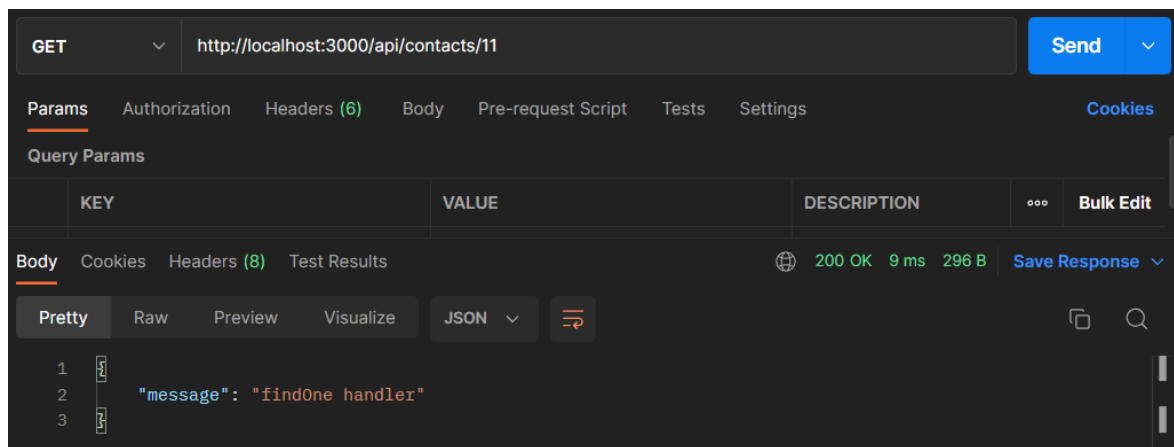 GET http://localhost:3000/api/contacts/11 Send
Params Authorization Headers (6) Body Pre-request Script Tests Settings Cookies
Query Params
KEY VALUE DESCRIPTION ooo Bulk Edit
Body Cookies Headers (8) Test Results 200 OK 9 ms 296 B Save Response
Pretty Raw Preview Visualize JSON
1 {
2 "message": "findOne handler"
3 }